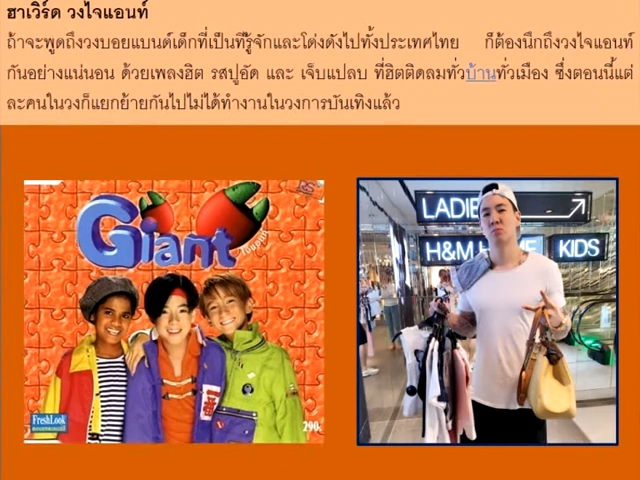 ฮาเวิร์ด วงไจแอนท์
ถ้าจะพูดถึงวงบอยแบนด์เด็กที่เป็นที่รู้จักและโด่งดังไปทั้งประเทศไทย ก็ต้องนึกถึงวงไจแอนท์
กันอย่างแน่นอน ด้วยเพลงฮิต รสปูอัด และ เจ็บแปลบ ที่ฮิตติดลมทั่วบ้านทั่วเมือง ซึ่งตอนนี้แต่
ละคนในวงก็แยกย้ายกันไปไม่ได้ทำงานในวงการบันเทิงแล้ว
Giant
FreshLook
290.
LADIE
H&M HOME
KIDS